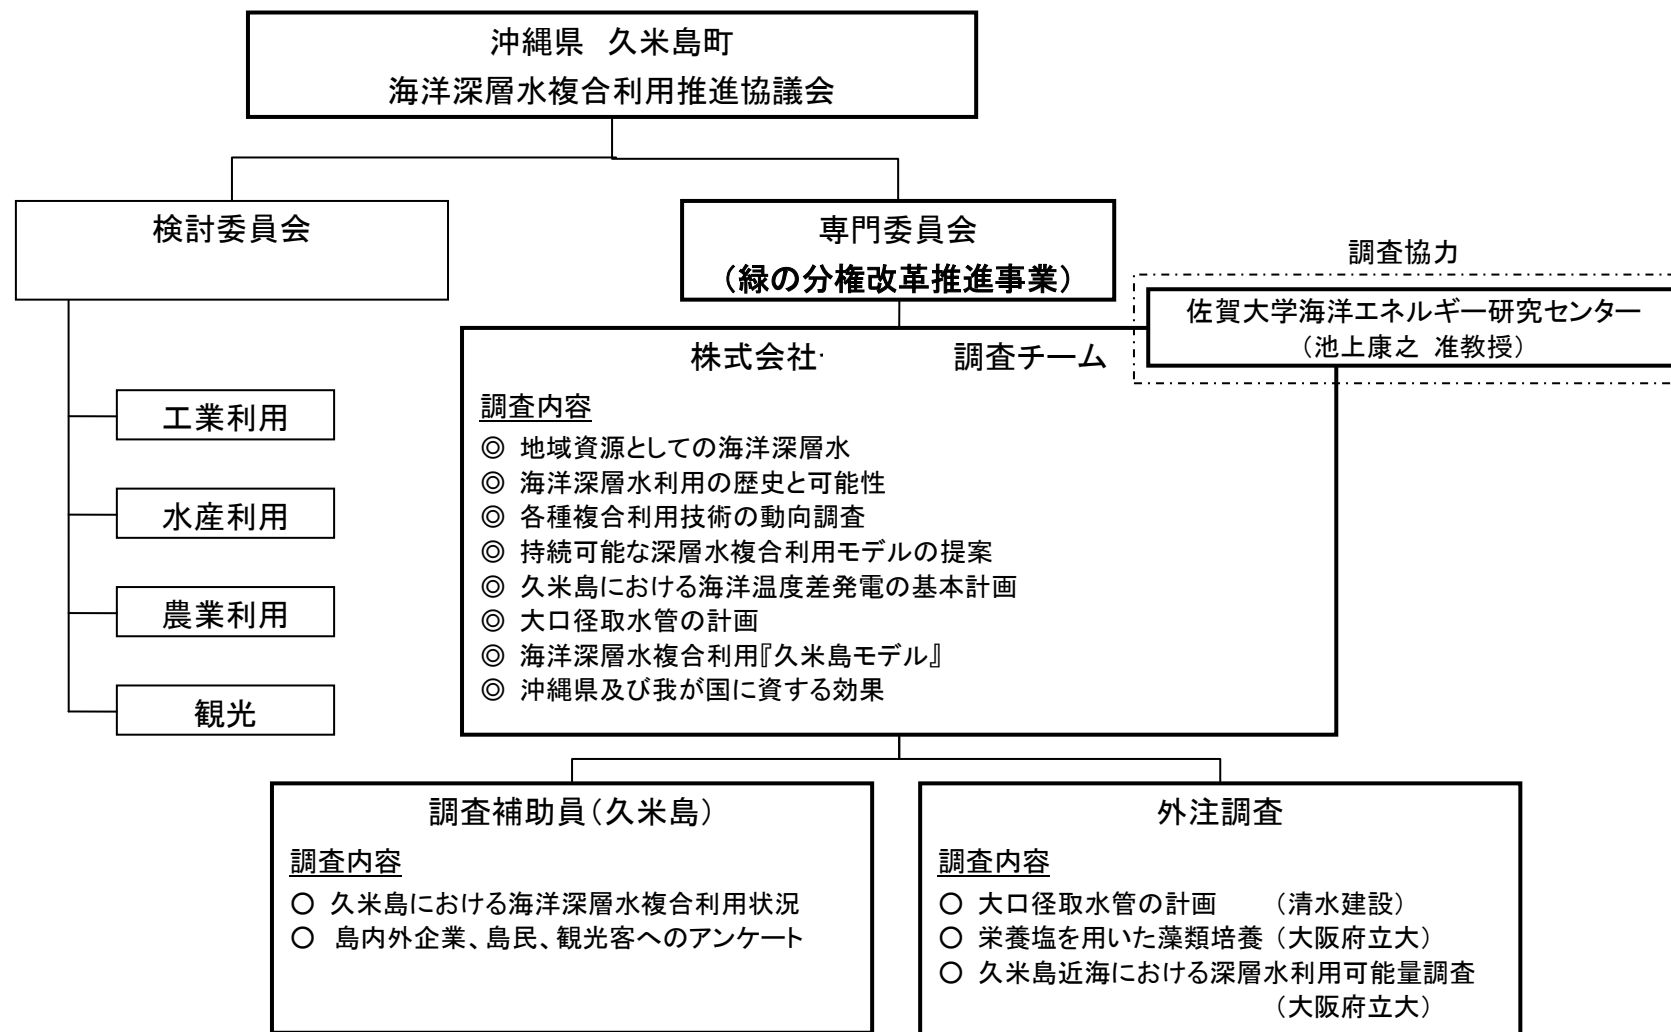 沖縄県　久米島町
海洋深層水複合利用推進協議会
検討委員会
専門委員会
（緑の分権改革推進事業）
調査協力
佐賀大学海洋エネルギー研究センター
（池上康之 准教授）
工業利用
水産利用
農業利用
観光
株式会社　　　　調査チーム
調査内容
◎ 地域資源としての海洋深層水
◎ 海洋深層水利用の歴史と可能性
◎ 各種複合利用技術の動向調査
◎ 持続可能な深層水複合利用モデルの提案
◎ 久米島における海洋温度差発電の基本計画
◎ 大口径取水管の計画
◎ 海洋深層水複合利用『久米島モデル』
◎ 沖縄県及び我が国に資する効果
調査補助員（久米島）
調査内容
○ 久米島における海洋深層水複合利用状況
○ 島内外企業、島民、観光客へのアンケート
外注調査
調査内容
○ 大口径取水管の計画　　（清水建設）
○ 栄養塩を用いた藻類培養（大阪府立大）
○ 久米島近海における深層水利用可能量調査
（大阪府立大）